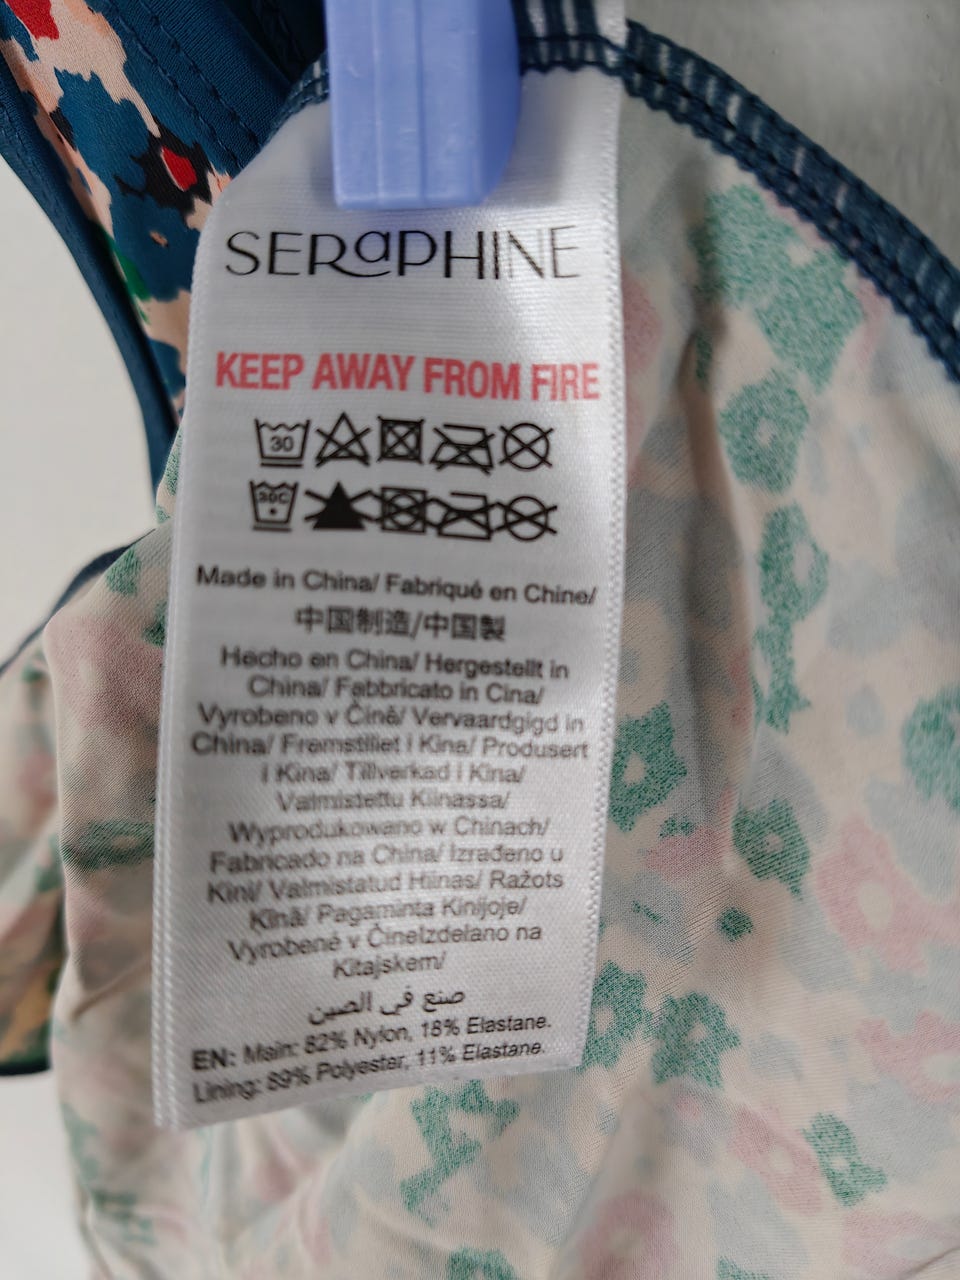 SERAPHINE
KEEP AWAY FROM FIRE
30
30C
Made in China/ Fabriqué en Chine/
中国制造/中国製
Hecho en China/ Hergestellt in
China/ Fabbricato in Cina/
Vyrobeno v Čině/ Vervaardgigd in
China/ Fremstillet i Kina/ Produsert
i Kina/ Tillverkad i Kina/
Valmistettu Kiinassa/
Wyprodukowano w Chinach/
Fabricado na China/ Izrađeno u
Kini/ Valmistatud Hiinas/ Ražots
Kīnā/ Pagaminta Kinijoje/
Vyrobené v ČíneIzdelano na
Kitajskem/
صنع في الصين
EN: Main: 82% Nylon, 18% Elastane.
Lining: 89% Polyester, 11% Elastane.